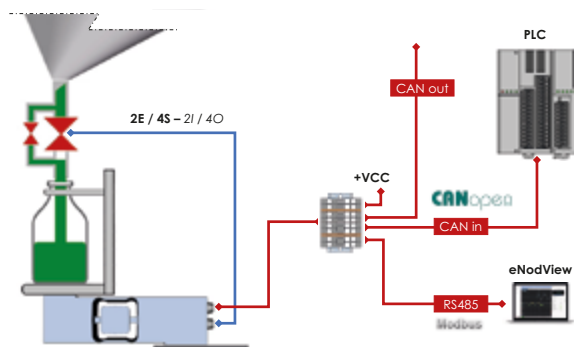 PLC
CAN out
2E / 4S – 2I / 4O
+VCC
CANopen
CAN in
eNodView
RS485
Modbus